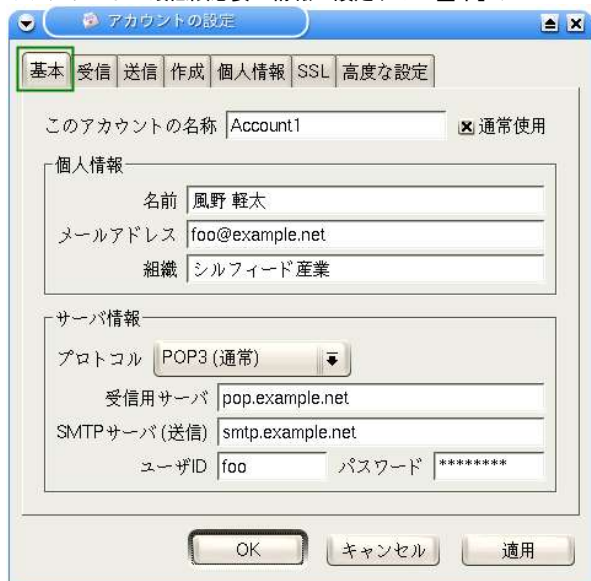 アカウントの設定
基本 受信 送信 作成 個人情報 SSL 高度な設定
このアカウントの名称 Account1 通常使用
個人情報
名前 風野 軽太
メールアドレス foo@example.net
組織 シルフィード産業
サーバ情報
プロトコル POP3 (通常)
受信用サーバ pop.example.net
SMTPサーバ (送信) smtp.example.net
ユーザID foo パスワード ********
OK キャンセル 適用